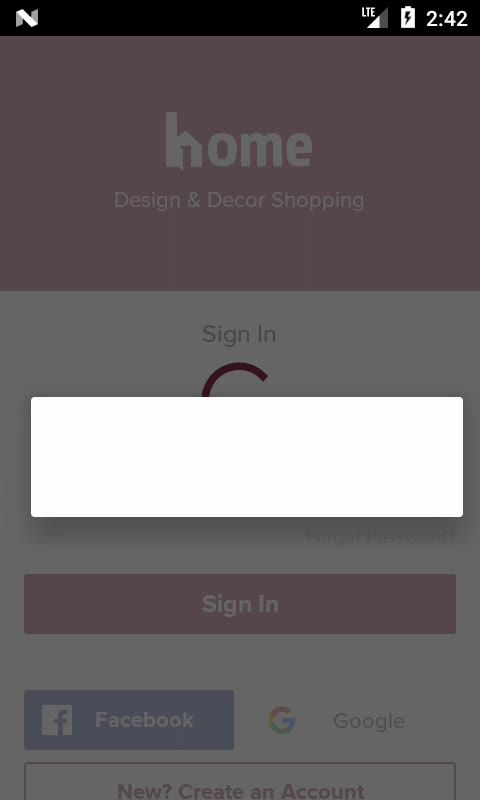 LTE 2:42
home
Design & Decor Shopping
Sign In
Forgot Password?
Sign In
or
Facebook
Google
New? Create an Account